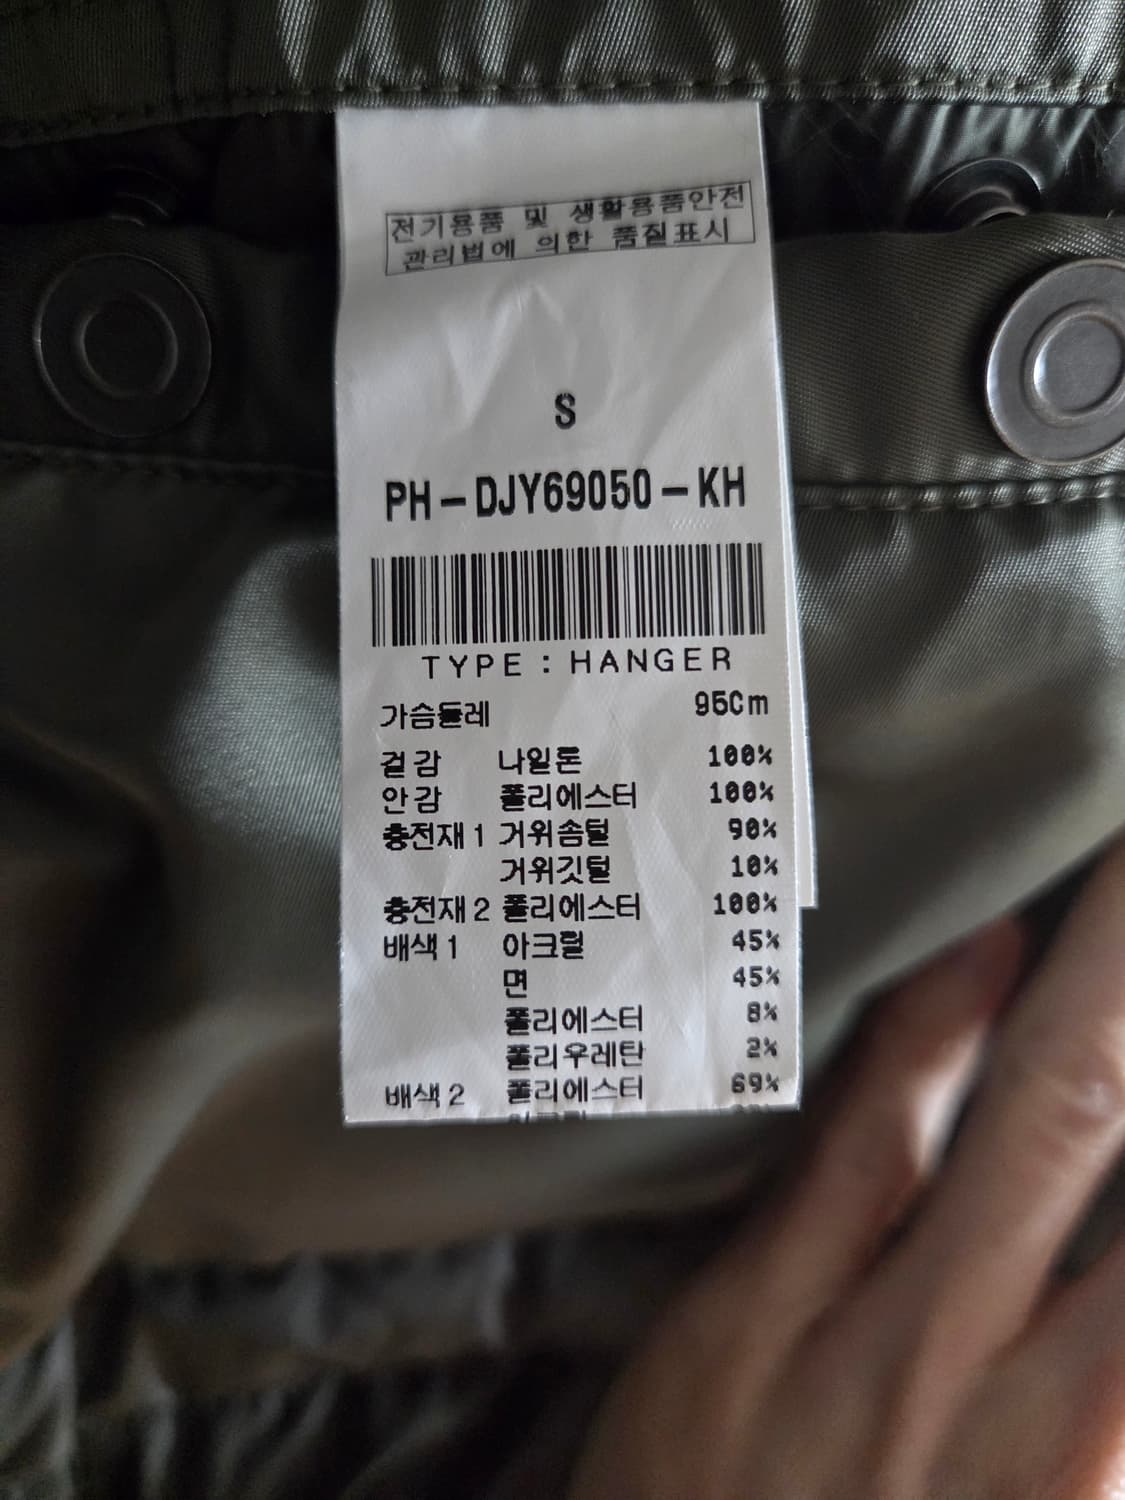 전기용품 및 생활용품안전
관리법에 의한 품질표시
S
PH-DJY69050-KH
TYPE : HANGER
가슴둘레 95Cm
겉감 나일론 100%
안감 폴리에스터 100%
충전재1 거위솜털 90%
거위깃털 10%
충전재2 폴리에스터 100%
배색1 아크릴 45%
면 45%
폴리에스터 8%
폴리우레탄 2%
배색2 폴리에스터 69%